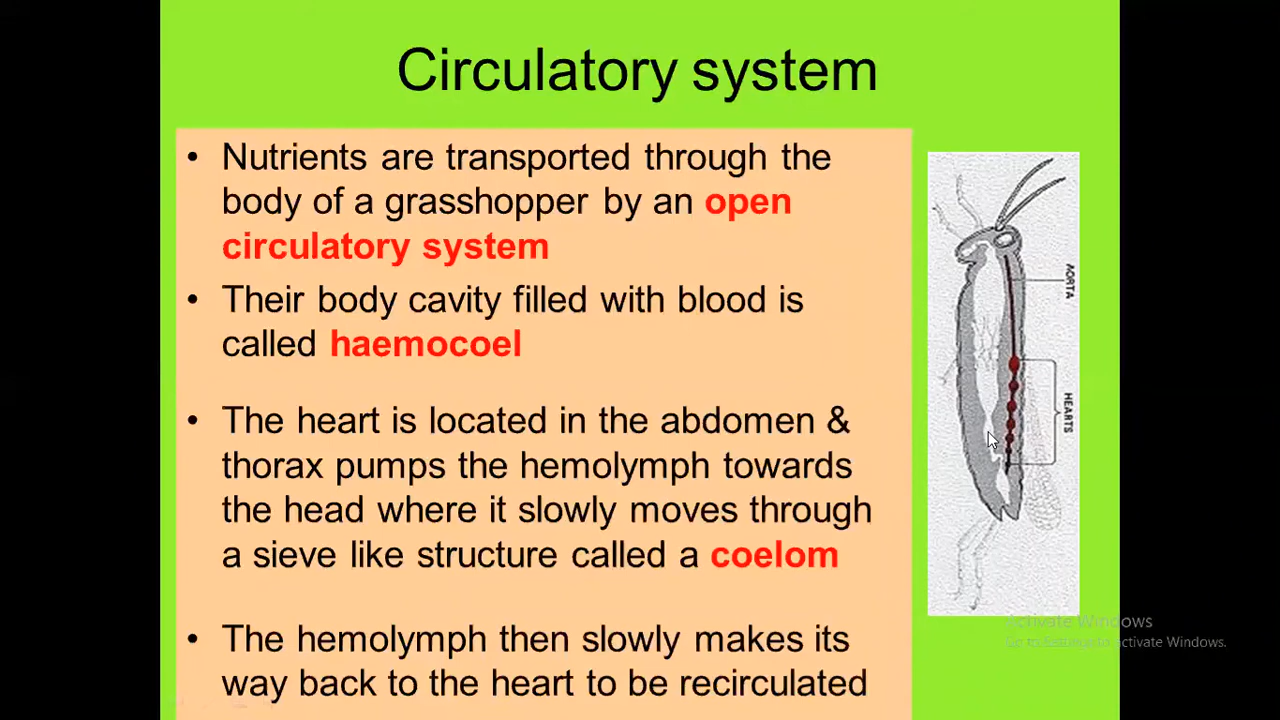 Circulatory system
• Nutrients are transported through the
body of a grasshopper by an open
circulatory system
• Their body cavity filled with blood is
called haemocoel
• The heart is located in the abdomen &
thorax pumps the hemolymph towards
the head where it slowly moves through
a sieve like structure called a coelom
• The hemolymph then slowly makes its
way back to the heart to be recirculated
AORTA
HEARTS
Activate Windows
Go to Settings to activate Windows.